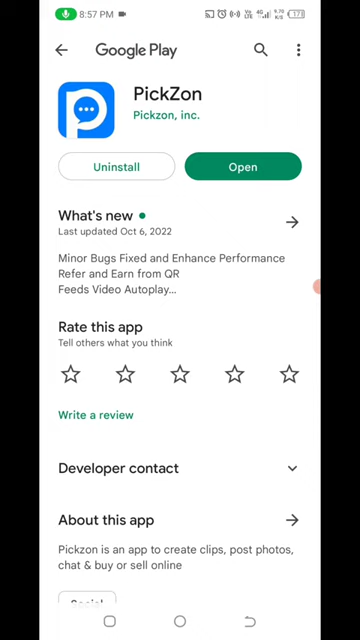 8:57 PM
Google Play
PickZon
Pickzon, inc.
Uninstall
Open
What's new
Last updated Oct 6, 2022
Minor Bugs Fixed and Enhance Performance
Refer and Earn from QR
Feeds Video Autoplay...
Rate this app
Tell others what you think
Write a review
Developer contact
About this app
Pickzon is an app to create clips, post photos,
chat & buy or sell online
Social